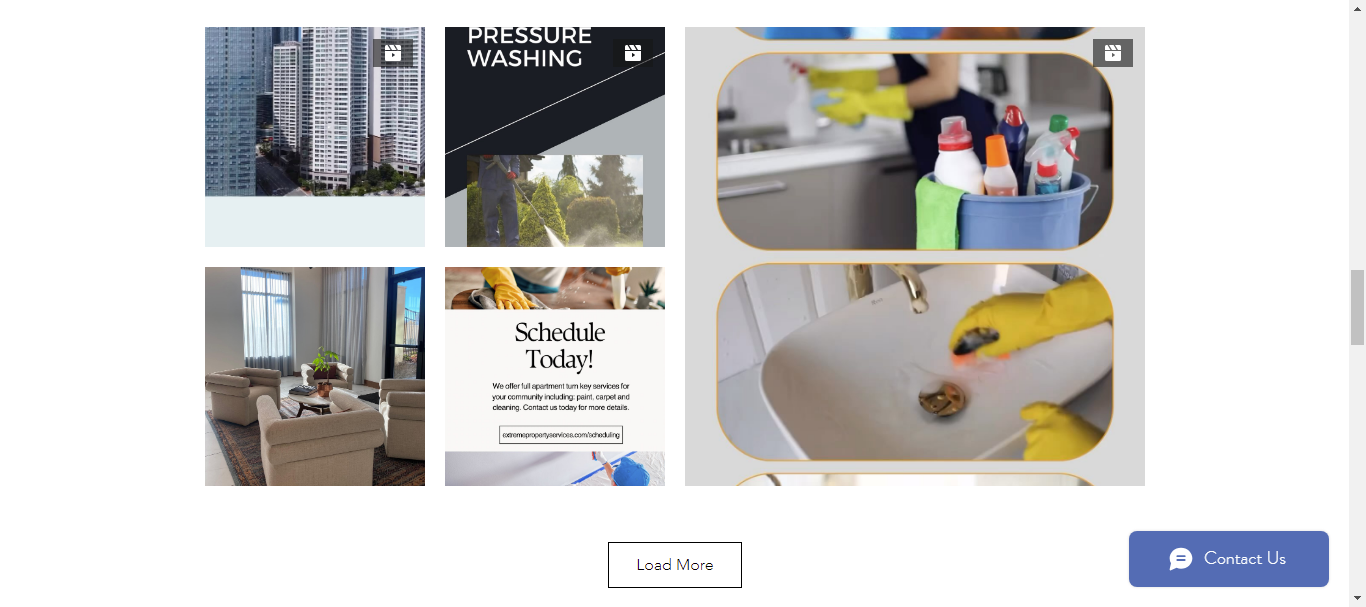 PRESSURE
WASHING
Schedule
Today!
We offer full apartment turn key services for
your community including: paint, carpet and
cleaning. Contact us today for more details.
extremepropertyservices.com/scheduling
Load More
Contact Us